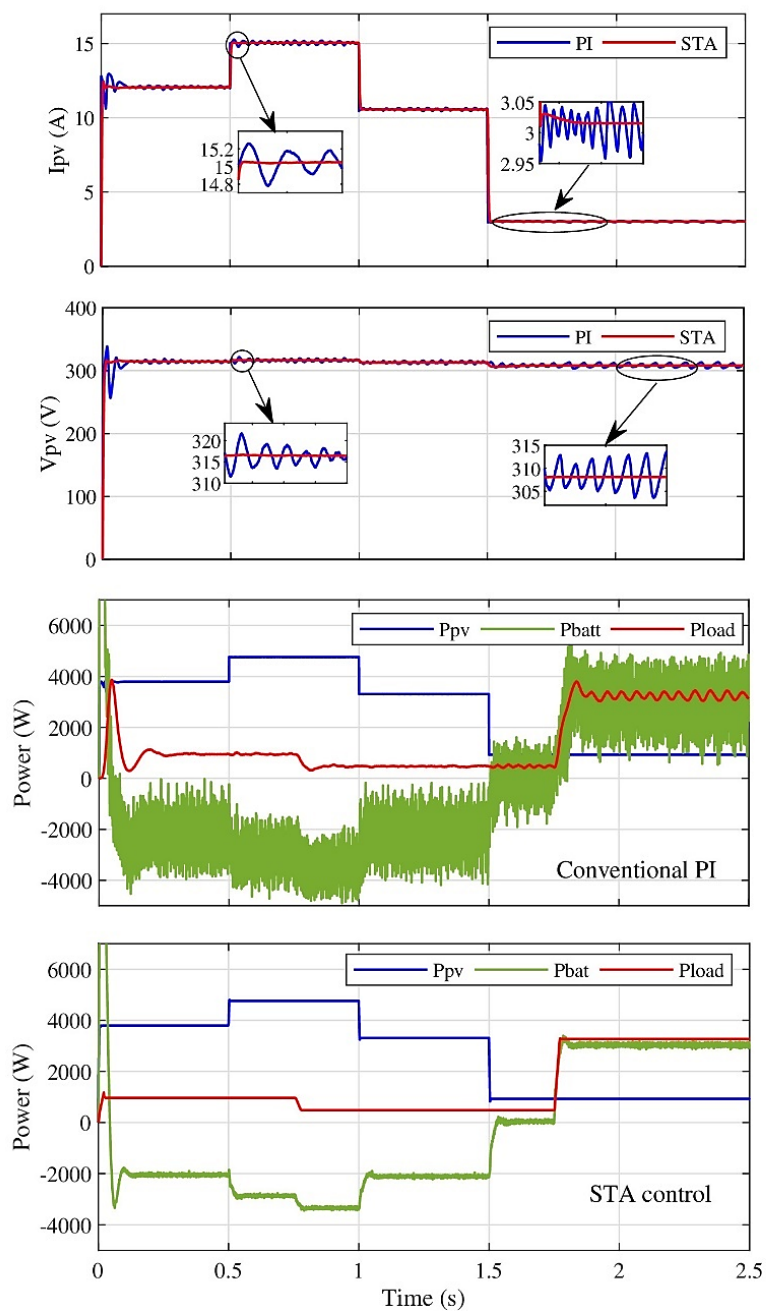 15
10
5
0
Ipv (A)
PI STA
15.2
15
14.8
3.05
3
2.95
400
300
200
100
0
Vpv (V)
PI STA
320
315
310
315
310
305
6000
4000
2000
0
-2000
-4000
Power (W)
Ppv Pbatt Pload
Conventional PI
6000
4000
2000
0
-2000
-4000
Power (W)
Ppv Pbat Pload
STA control
0 0.5 1 1.5 2 2.5
Time (s)